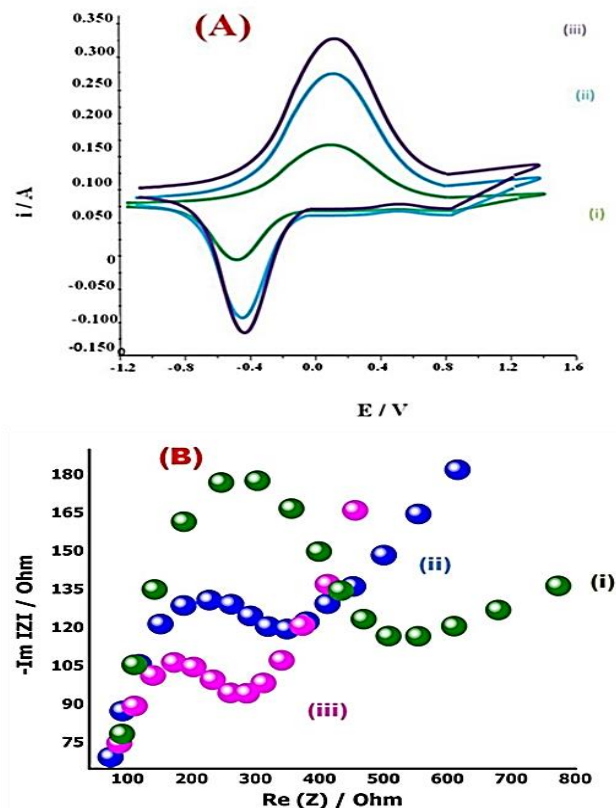 (A)
0.350
0.300
0.250
0.200
0.150
0.100
0.050
0
-0.050
-0.100
-0.150
0
i / A
(iii)
(ii)
(i)
-1.2 -0.8 -0.4 0.0 0.4 0.8 1.2 1.6
E / V
(B)
180
165
150
135
120
105
90
75
-Im IZI / Ohm
(ii)
(i)
(iii)
100 200 300 400 500 600 700 800
Re (Z) / Ohm